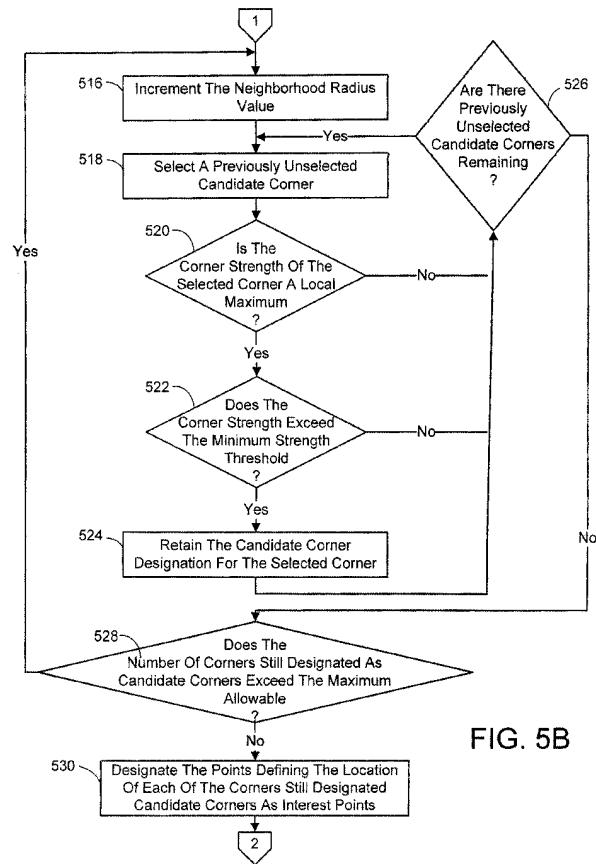 1
516
Increment The Neighborhood Radius
Value
526
Are There
Previously
Unselected
Candidate Corners
Remaining
?
Yes
518
Select A Previously Unselected
Candidate Corner
520
Is The
Corner Strength Of The
Selected Corner A Local
Maximum
?
No
Yes
Yes
522
Does The
Corner Strength Exceed
The Minimum Strength
Threshold
?
No
Yes
524
Retain The Candidate Corner
Designation For The Selected Corner
No
528
Does The
Number Of Corners Still Designated As
Candidate Corners Exceed The Maximum
Allowable
?
No
FIG. 5B
530
Designate The Points Defining The Location
Of Each Of The Corners Still Designated
Candidate Corners As Interest Points
2